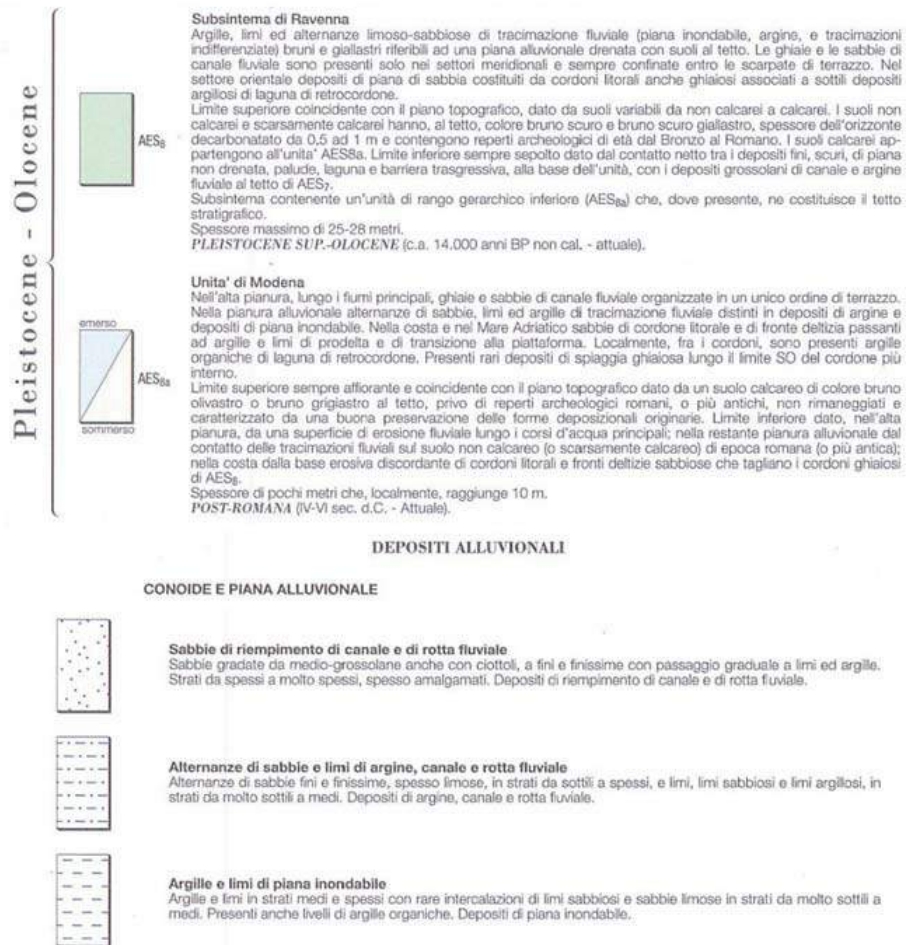 Pleistocene - Olocene
Subsintema di Ravenna
Argille, limi ed alternanze limoso-sabbiose di tracimazione fluviale (piana inondabile, argine, e tracimazioni
indifferenziate) bruni e giallastri riferibili ad una piana alluvionale drenata con suoli al tetto. Le ghiaie e le sabbie di
canale fluviale sono presenti solo nei settori meridionali e sempre confinate entro le scarpate di terrazzo. Nel
settore orientale depositi di piana di sabbia costituiti da cordoni litorali anche ghiaiosi associati a sottili depositi
argillosi di laguna di retrocordone.
Limite superiore coincidente con il piano topografico, dato da suoli variabili da non calcarei a calcarei. I suoli non
calcarei e scarsamente calcarei hanno, al tetto, colore bruno scuro e bruno scuro giallastro, spessore dell'orizzonte
decarbonatato da 0,5 ad 1 m e contengono reperti archeologici di età dal Bronzo al Romano. I suoli calcarei ap-
partengono all'unita' AES8a. Limite inferiore sempre sepolto dato dal contatto netto tra i depositi fini, scuri, di piana
non drenata, palude, laguna e barriera trasgressiva, alla base dell'unità, con i depositi grossolani di canale e argine
fluviale al tetto di AES7.
Subsintema contenente un'unità di rango gerarchico inferiore (AES8a) che, dove presente, ne costituisce il tetto
stratigrafico.
Spessore massimo di 25-28 metri.
PLEISTOCENE SUP.-OLOCENE (c.a. 14.000 anni BP non cal. - attuale).
AES8
Unita' di Modena
Nell'alta pianura, lungo i fiumi principali, ghiaie e sabbie di canale fluviale organizzate in un unico ordine di terrazzo.
Nella pianura alluvionale alternanze di sabbie, limi ed argille di tracimazione fluviale distinti in depositi di argine e
depositi di piana inondabile. Nella costa e nel Mare Adriatico sabbie di cordone litorale e di fronte deltizia passanti
ad argille e limi di prodelta e di transizione alla piattaforma. Localmente, fra i cordoni, sono presenti argille
organiche di laguna di retrocordone. Presenti rari depositi di spiaggia ghiaiosa lungo il limite SO del cordone più
interno.
Limite superiore sempre affiorante e coincidente con il piano topografico dato da un suolo calcareo di colore bruno
olivastro o bruno grigiastro al tetto, privo di reperti archeologici romani, o più antichi, non rimaneggiati e
caratterizzato da una buona preservazione delle forme deposizionali originarie. Limite inferiore dato, nell'alta
pianura, da una superficie di erosione fluviale lungo i corsi d'acqua principali; nella restante pianura alluvionale dal
contatto delle tracimazioni fluviali sul suolo non calcareo (o scarsamente calcareo) di epoca romana (o più antica);
nella costa dalla base erosiva discordante di cordoni litorali e fronti deltizie sabbiose che tagliano i cordoni ghiaiosi
di AES8.
Spessore di pochi metri che, localmente, raggiunge 10 m.
POST-ROMANA (IV-VI sec. d.C. - Attuale).
emerso
AES8a
sommerso
DEPOSITI ALLUVIONALI
CONOIDE E PIANA ALLUVIONALE
Sabbie di riempimento di canale e di rotta fluviale
Sabbie gradate da medio-grossolane anche con ciottoli, a fini e finissime con passaggio graduale a limi ed argille.
Strati da spessi a molto spessi, spesso amalgamati. Depositi di riempimento di canale e di rotta fluviale.
Alternanze di sabbie e limi di argine, canale e rotta fluviale
Alternanze di sabbie fini e finissime, spesso limose, in strati da sottili a spessi, e limi, limi sabbiosi e limi argillosi, in
strati da molto sottili a medi. Depositi di argine, canale e rotta fluviale.
Argille e limi di piana inondabile
Argille e limi in strati medi e spessi con rare intercalazioni di limi sabbiosi e sabbie limose in strati da molto sottili a
medi. Presenti anche livelli di argille organiche. Depositi di piana inondabile.